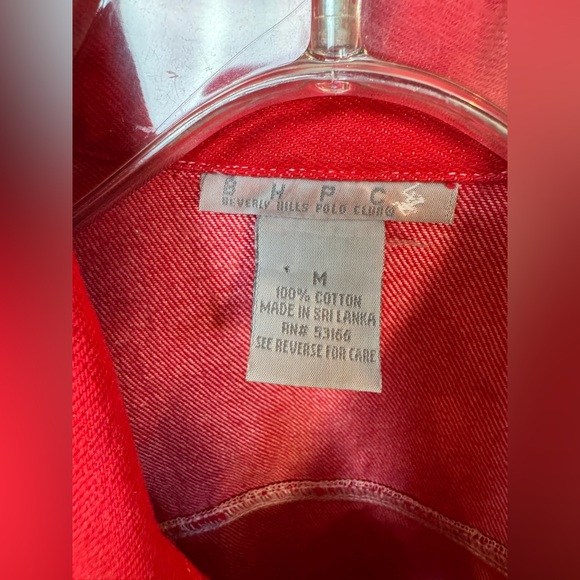 B H P C
BEVERLY HILLS POLO CLUB®
M
100% COTTON
MADE IN SRI LANKA
RN# 53166
SEE REVERSE FOR CARE